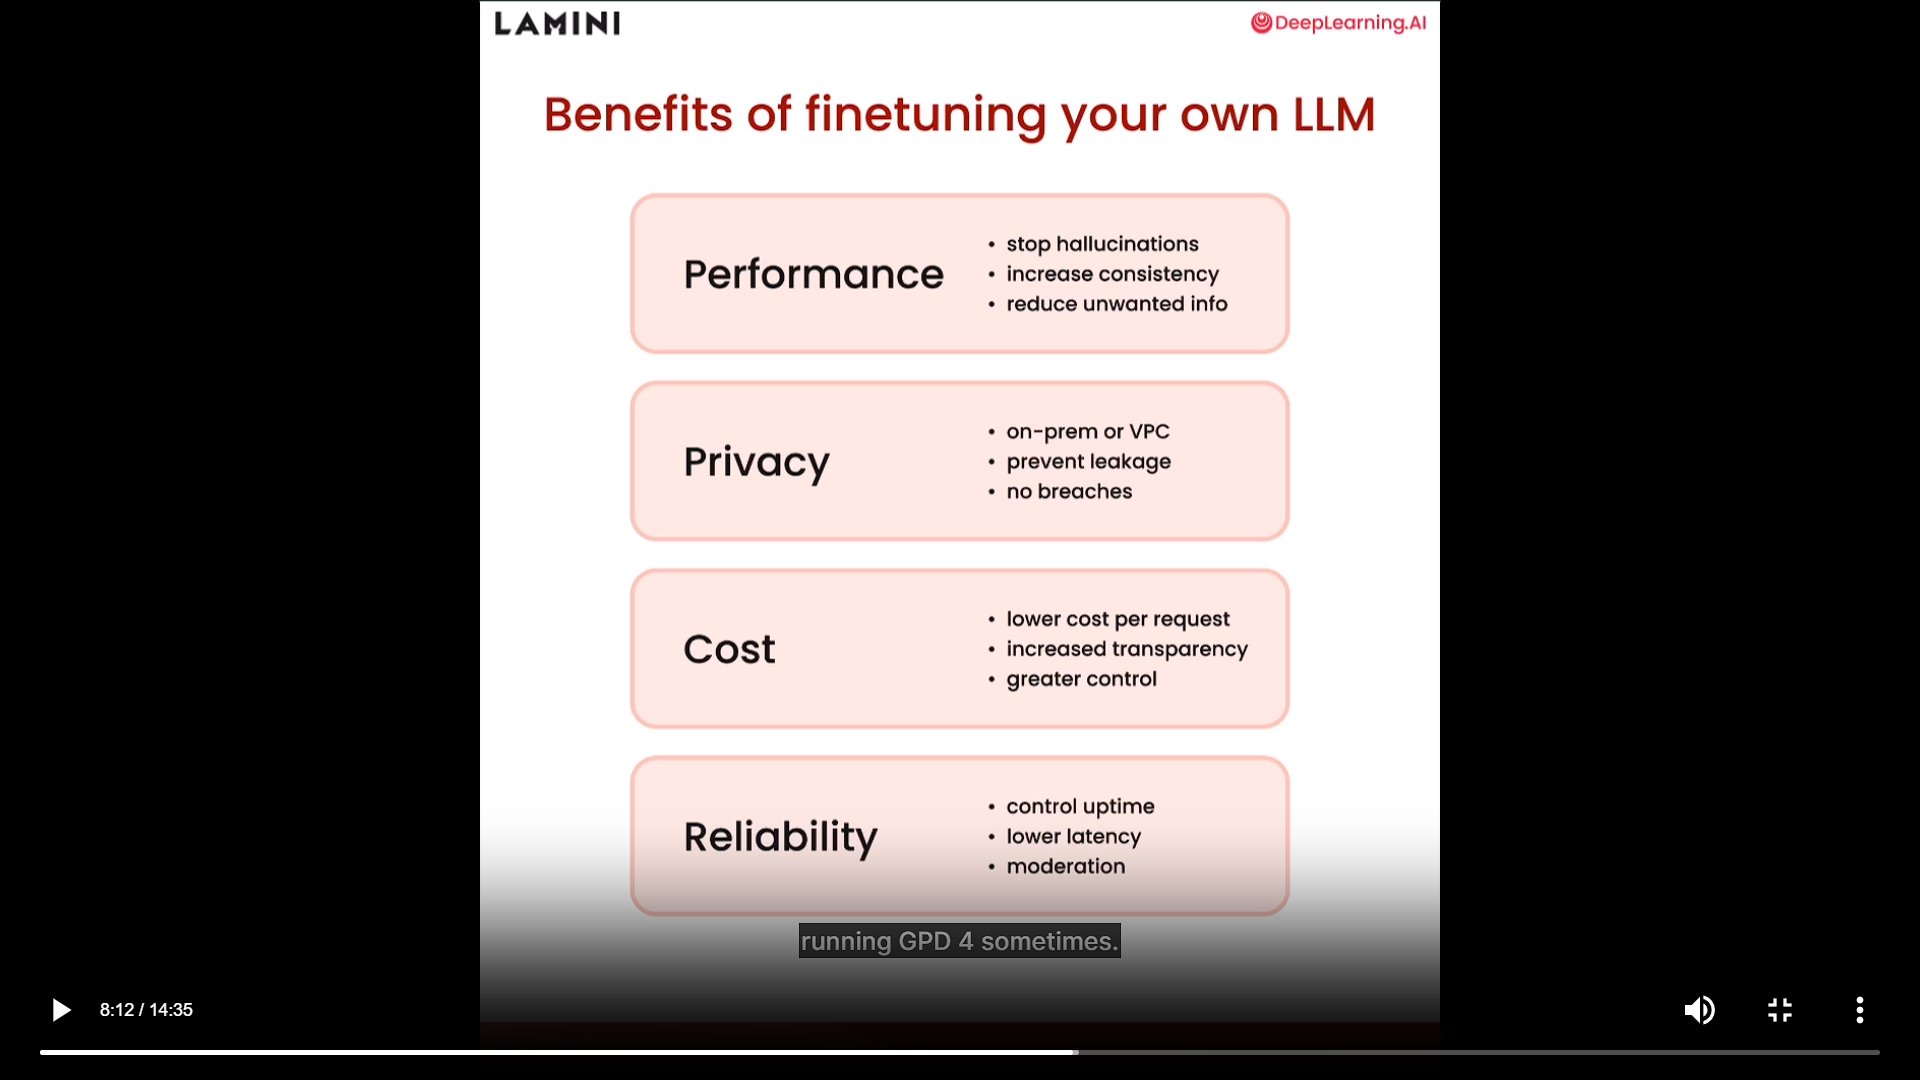 LAMINI
DeepLearning.AI
Benefits of finetuning your own LLM
Performance
• stop hallucinations
• increase consistency
• reduce unwanted info
Privacy
• on-prem or VPC
• prevent leakage
• no breaches
Cost
• lower cost per request
• increased transparency
• greater control
Reliability
• control uptime
• lower latency
• moderation
running GPD 4 sometimes.
8:12 / 14:35